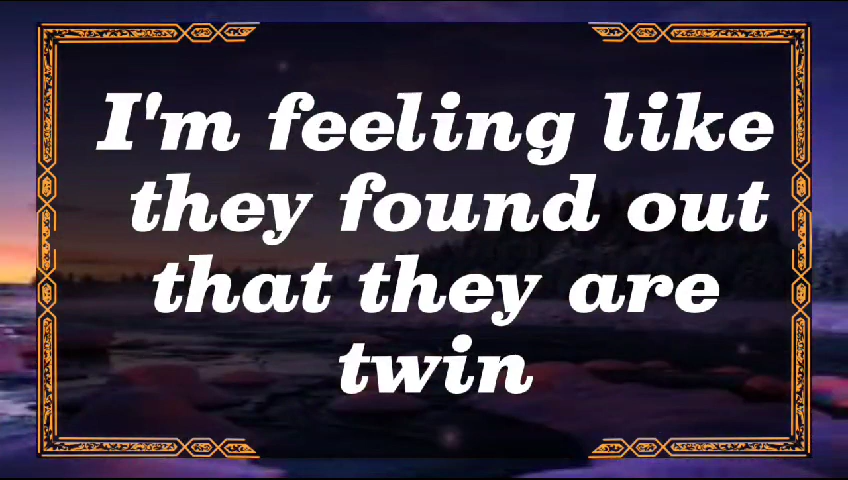 I'm feeling like
they found out
that they are
twin